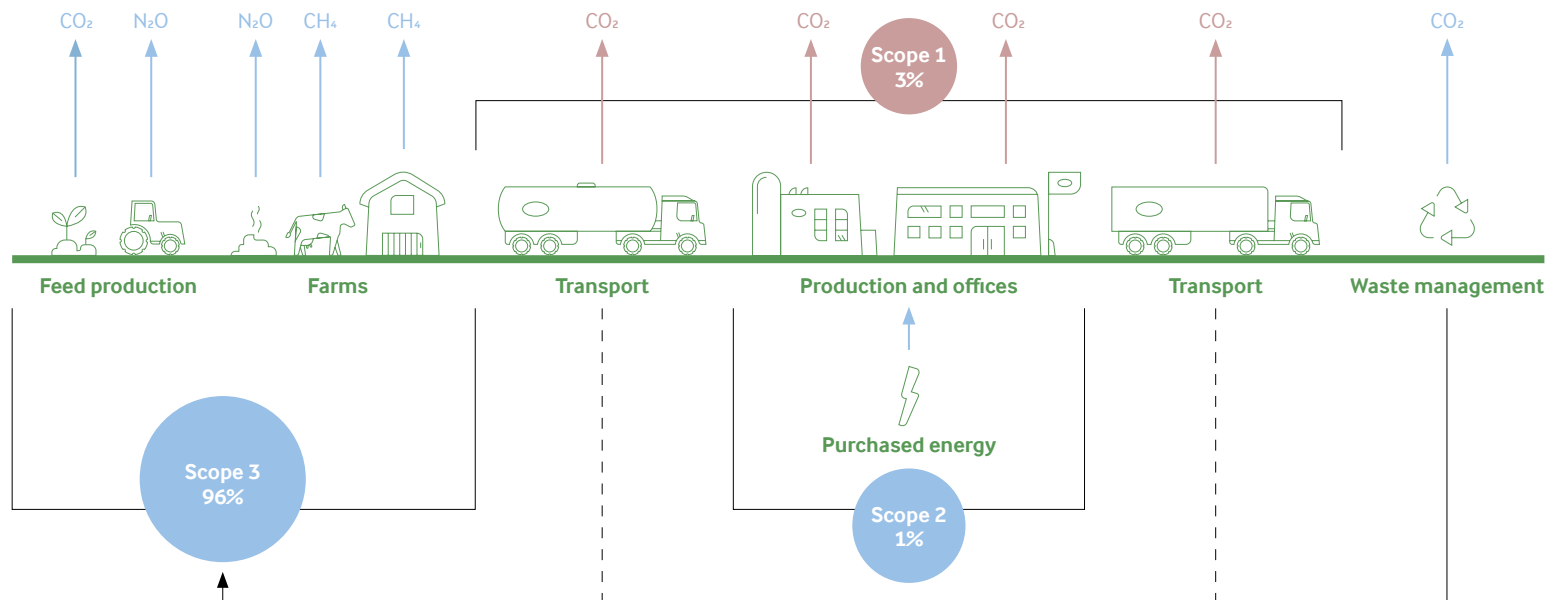 CO₂ N₂O N₂O CH₄ CH₄ CO₂ CO₂ CO₂ CO₂ CO₂
Scope 1
3%
Feed production Farms Transport Production and offices Transport Waste management
Purchased energy
Scope 3
96%
Scope 2
1%